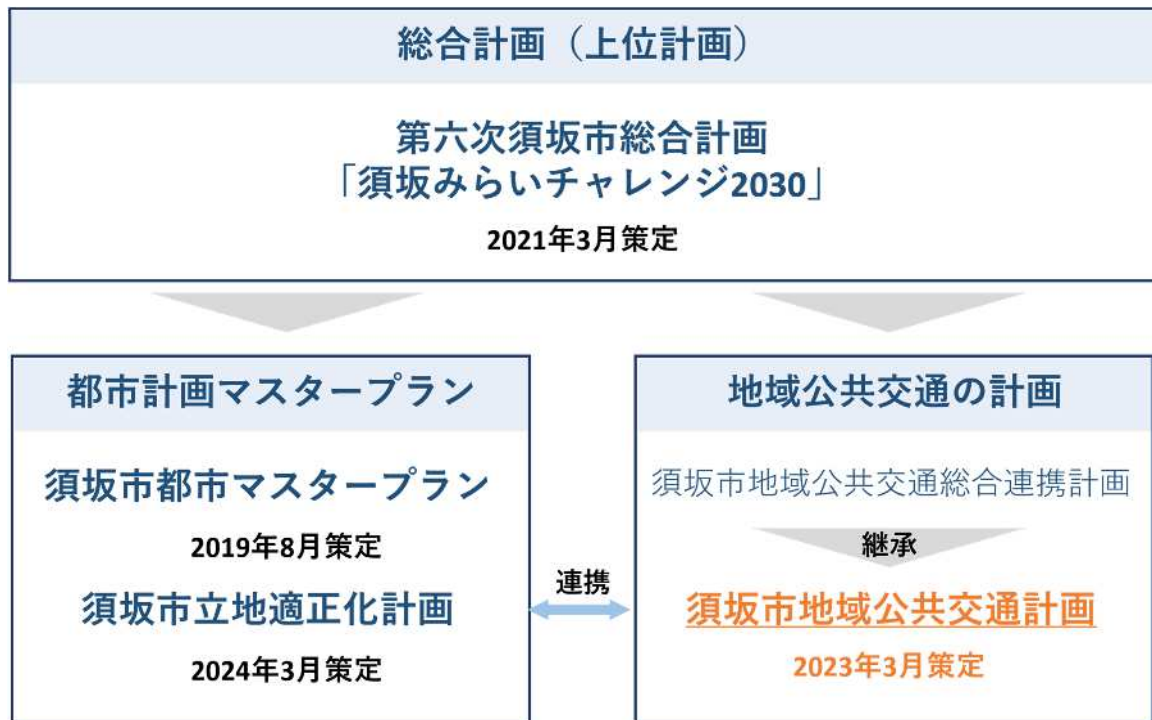 総合計画（上位計画）
第六次須坂市総合計画
「須坂みらいチャレンジ2030」
2021年3月策定
都市計画マスタープラン
須坂市都市マスタープラン
2019年8月策定
須坂市立地適正化計画
2024年3月策定
連携
地域公共交通の計画
須坂市地域公共交通総合連携計画
継承
須坂市地域公共交通計画
2023年3月策定